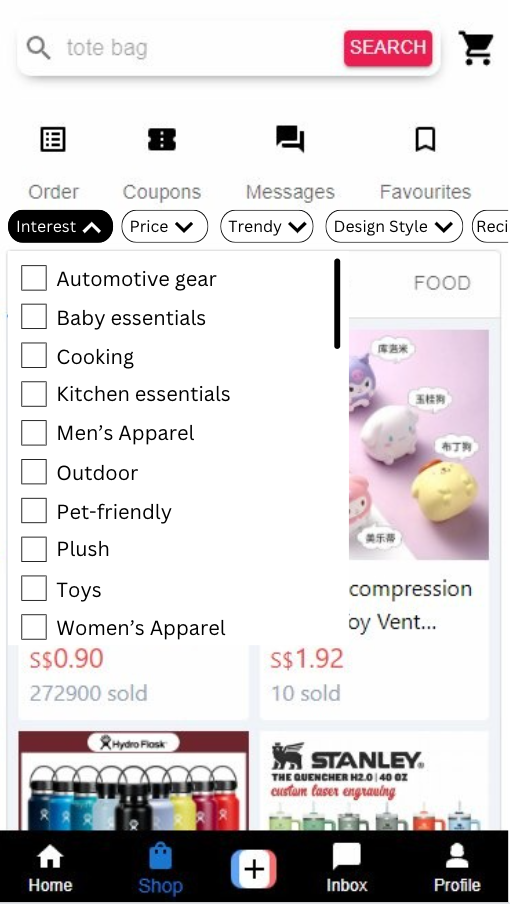 tote bag
SEARCH
Order
Coupons
Messages
Favourites
Interest
Price
Trendy
Design Style
Reci
FOOD
Automotive gear
Baby essentials
Cooking
Kitchen essentials
Men's Apparel
Outdoor
Pet-friendly
Plush
Toys
Women's Apparel
库洛米
玉桂狗
布丁狗
美乐蒂
compression
oy Vent...
S$0.90
S$1.92
272900 sold
10 sold
Hydro Flask
STANLEY.
THE QUENCHER H2.0 | 40 OZ
custom laser engraving
Home
Shop
Inbox
Profile